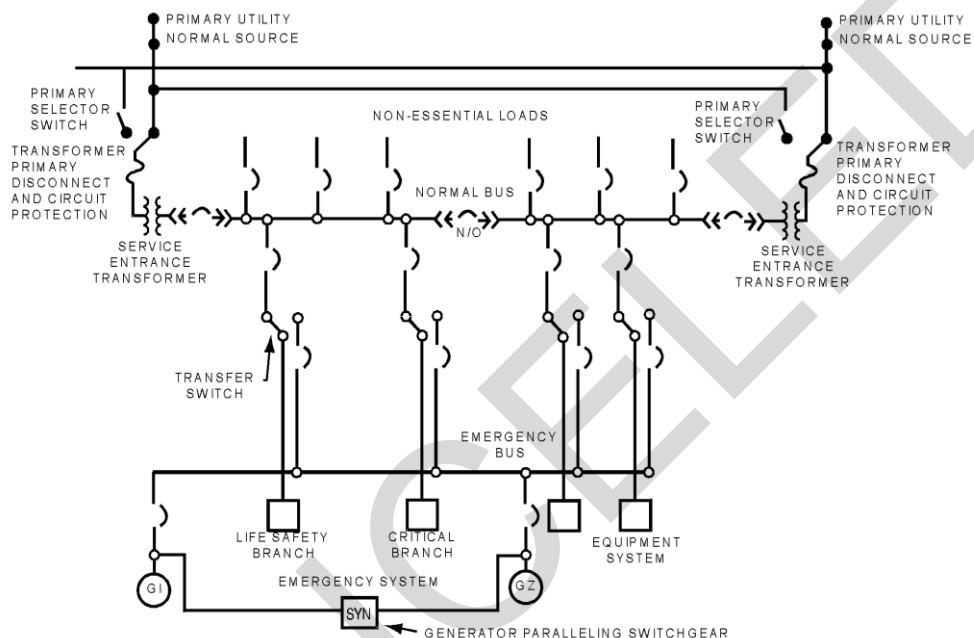 PRIMARY UTILITY
NORMAL SOURCE
PRIMARY UTILITY
NORMAL SOURCE
PRIMARY
SELECTOR
SWITCH
NON-ESSENTIAL LOADS
PRIMARY
SELECTOR
SWITCH
TRANSFORMER
PRIMARY
DISCONNECT
AND CIRCUIT
PROTECTION
TRANSFORMER
PRIMARY
DISCONNECT
AND CIRCUIT
PROTECTION
NORMAL BUS
N/O
SERVICE
ENTRANCE
TRANSFORMER
SERVICE
ENTRANCE
TRANSFORMER
TRANSFER
SWITCH
EMERGENCY
BUS
LIFE SAFETY
BRANCH
CRITICAL
BRANCH
EQUIPMENT
SYSTEM
EMERGENCY SYSTEM
GI
GZ
SYN
GENERATOR PARALLELING SWITCHGEAR